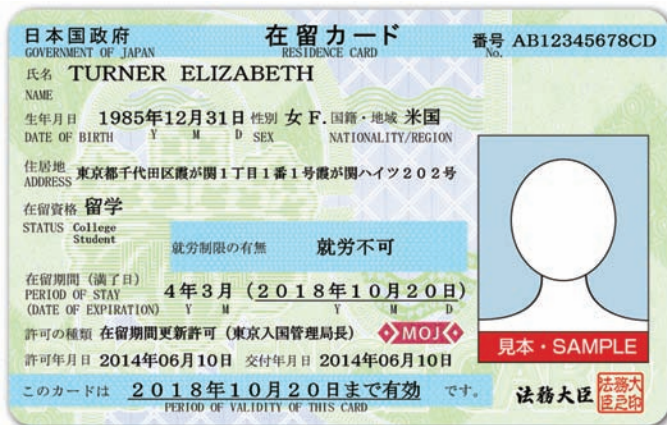 日本国政府 在留カード 番号 AB12345678CD
GOVERNMENT OF JAPAN RESIDENCE CARD No.
氏名 TURNER ELIZABETH
NAME
生年月日 1985年12月31日 性別 女 F. 国籍・地域 米国
DATE OF BIRTH Y M D SEX NATIONALITY/REGION
住居地
ADDRESS 東京都千代田区霞が関1丁目1番1号霞が関ハイツ202号
在留資格 留学
STATUS College
Student
就労制限の有無 就労不可
在留期間(満了日)
PERIOD OF STAY 4年3月(2018年10月20日)
(DATE OF EXPIRATION) Y M Y M D
許可の種類 在留期間更新許可(東京入国管理局長) MOJ
見本・SAMPLE
許可年月日 2014年06月10日 交付年月日 2014年06月10日
このカードは 2018年10月20日まで有効 です。
PERIOD OF VALIDITY OF THIS CARD
法務大臣